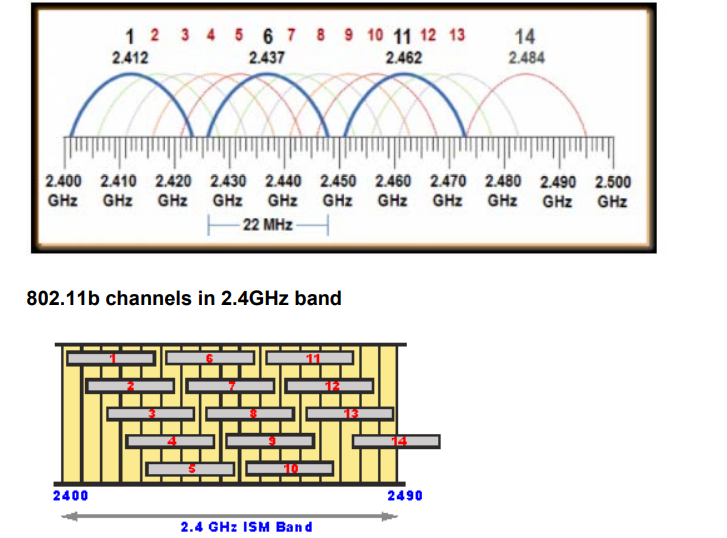 1 2 3 4 5 6 7 8 9 10 11 12 13 14
2.412 2.437 2.462 2.484
2.400 2.410 2.420 2.430 2.440 2.450 2.460 2.470 2.480 2.490 2.500
GHz GHz GHz GHz GHz GHz GHz GHz GHz GHz GHz
22 MHz
802.11b channels in 2.4GHz band
1 6 11
2 7 12
3 8 13
4 9 14
5 10
2400 2490
2.4 GHz ISM Band